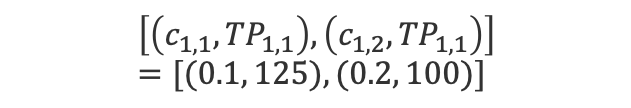 [(c₁,₁, TP₁,₁), (c₁,₂, TP₁,₁)]
= [(0.1, 125), (0.2, 100)]